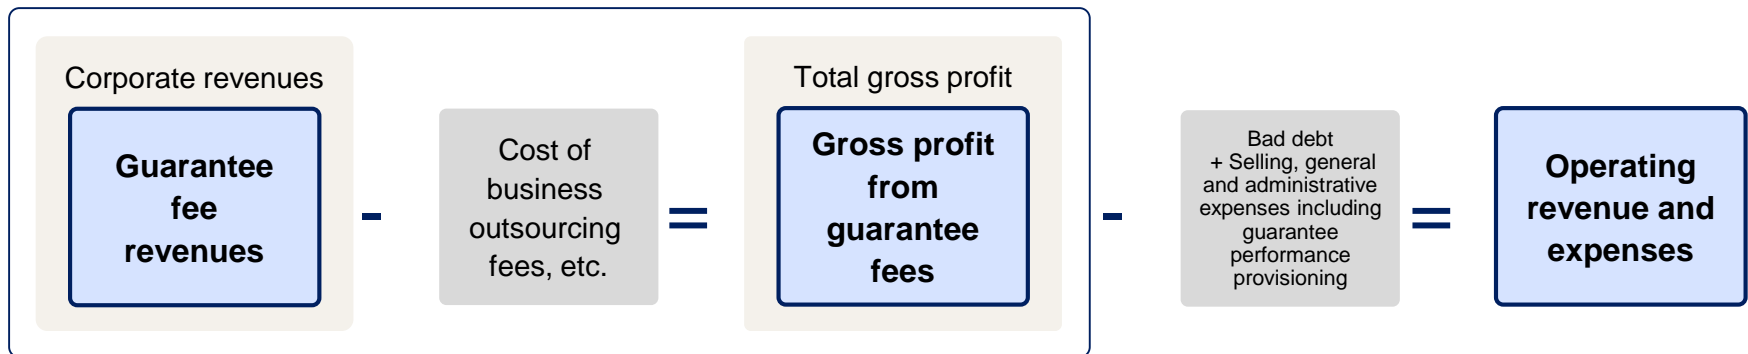 Corporate revenues
Guarantee
fee
revenues
-
Cost of
business
outsourcing
fees, etc.
=
Total gross profit
Gross profit
from
guarantee
fees
-
Bad debt
+ Selling, general
and administrative
expenses including
guarantee
performance
provisioning
=
Operating
revenue and
expenses